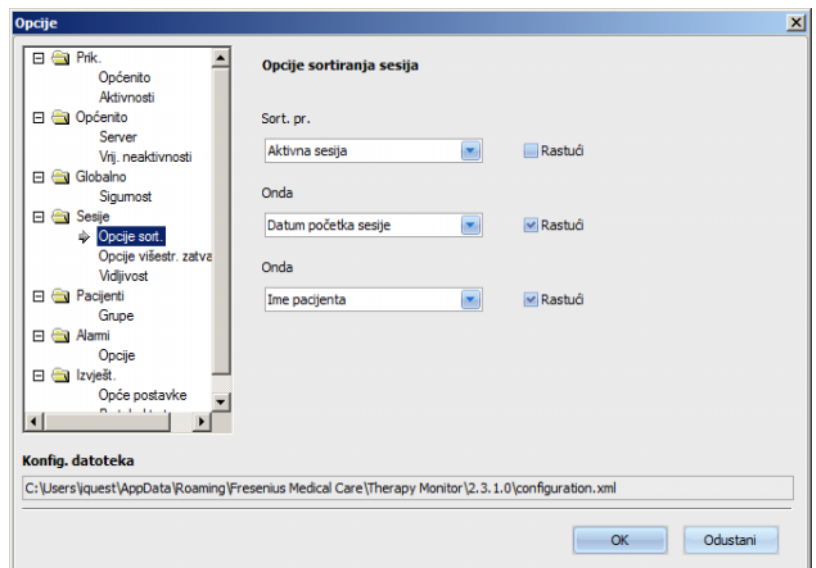 Opcije
Prik.
Općenito
Aktivnosti
Općenito
Server
Vrij. neaktivnosti
Globalno
Sigurnost
Sesije
Opcije sort.
Opcije višestr. zatva
Vidljivost
Pacijenti
Grupe
Alarmi
Opcije
Izvješt.
Opće postavke
Opcije sortiranja sesija
Sort. pr.
Aktivna sesija
Rastući
Onda
Datum početka sesije
Rastući
Onda
Ime pacijenta
Rastući
Konfig. datoteka
C:\Users\iquest\AppData\Roaming\Fresenius Medical Care\Therapy Monitor\2.3.1.0\configuration.xml
OK
Odustani